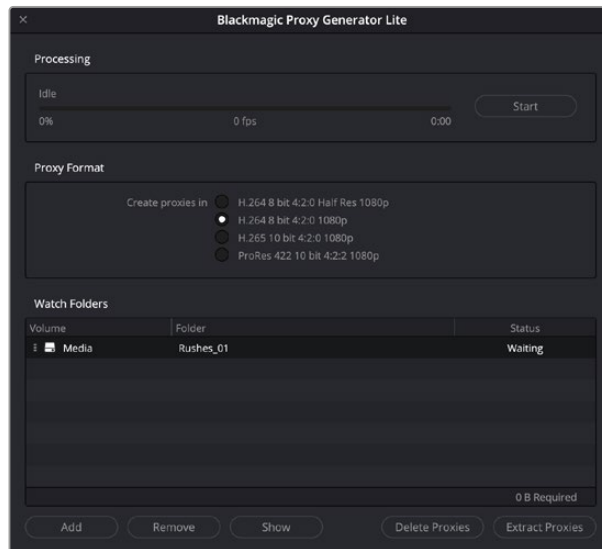 Blackmagic Proxy Generator Lite
Processing
Idle
0% 0 fps 0:00
Start
Proxy Format
Create proxies in H.264 8 bit 4:2:0 Half Res 1080p
H.264 8 bit 4:2:0 1080p
H.265 10 bit 4:2:0 1080p
ProRes 422 10 bit 4:2:2 1080p
Watch Folders
Volume Folder Status
Media Rushes_01 Waiting
0 B Required
Add Remove Show Delete Proxies Extract Proxies